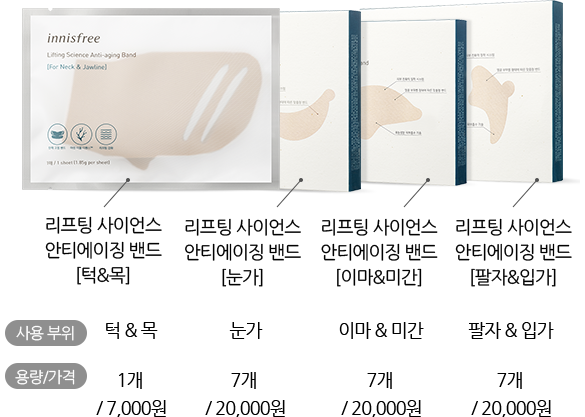 innisfree
Lifting Science Anti-aging Band
[For Neck & Jawline]
리프팅 사이언스 안티에이징 밴드 [턱&목]
리프팅 사이언스 안티에이징 밴드 [눈가]
리프팅 사이언스 안티에이징 밴드 [이마&미간]
리프팅 사이언스 안티에이징 밴드 [팔자&입가]
사용 부위 턱 & 목 눈가 이마 & 미간 팔자 & 입가
용량/가격 1개 / 7,000원 7개 / 20,000원 7개 / 20,000원 7개 / 20,000원